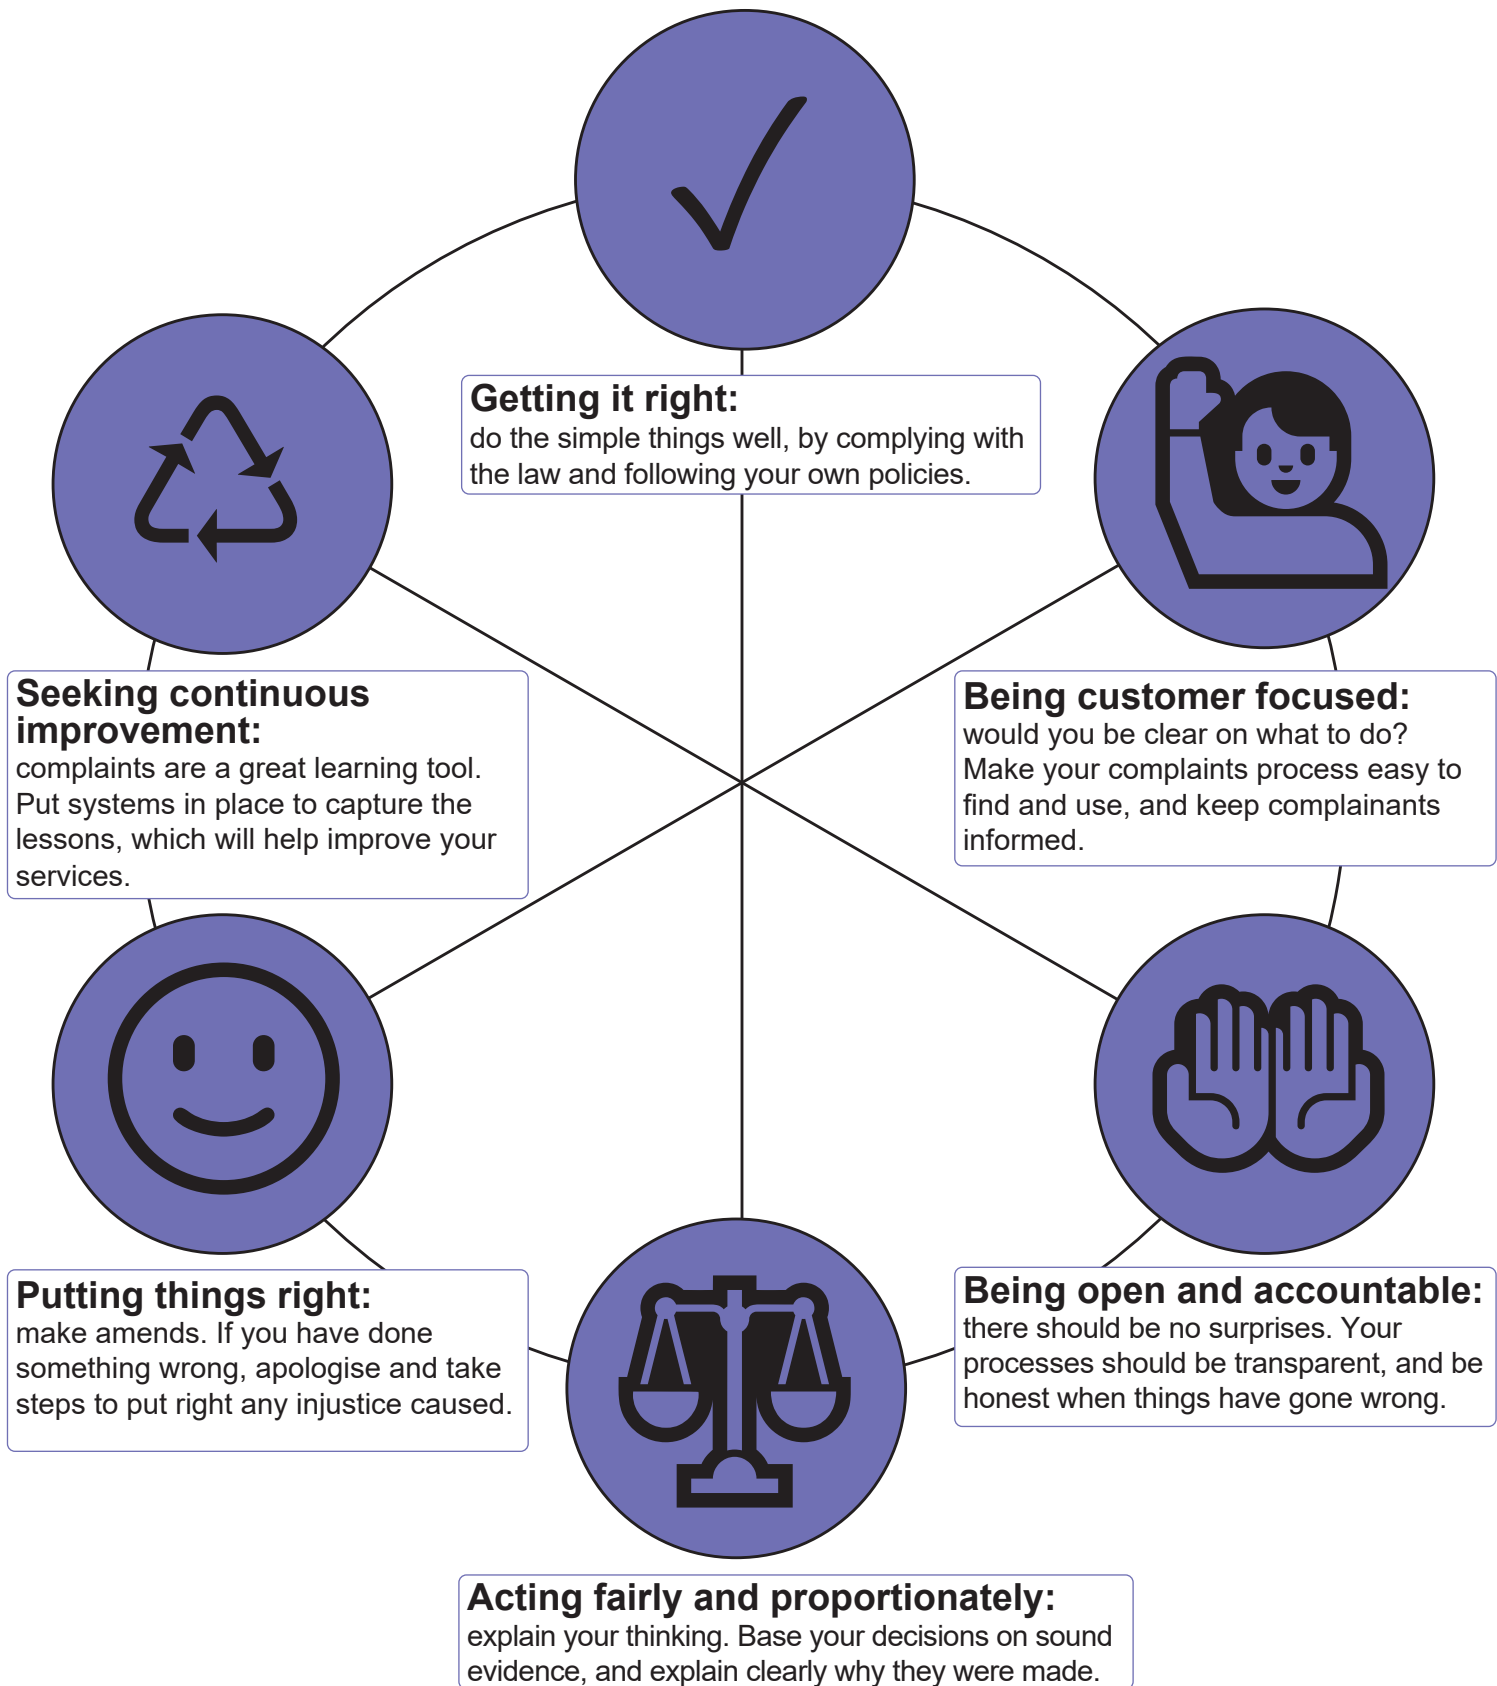 Getting it right:
do the simple things well, by complying with
the law and following your own policies.
Seeking continuous
improvement:
complaints are a great learning tool.
Put systems in place to capture the
lessons, which will help improve your
services.
Being customer focused:
would you be clear on what to do?
Make your complaints process easy to
find and use, and keep complainants
informed.
Putting things right:
make amends. If you have done
something wrong, apologise and take
steps to put right any injustice caused.
Being open and accountable:
there should be no surprises. Your
processes should be transparent, and be
honest when things have gone wrong.
Acting fairly and proportionately:
explain your thinking. Base your decisions on sound
evidence, and explain clearly why they were made.